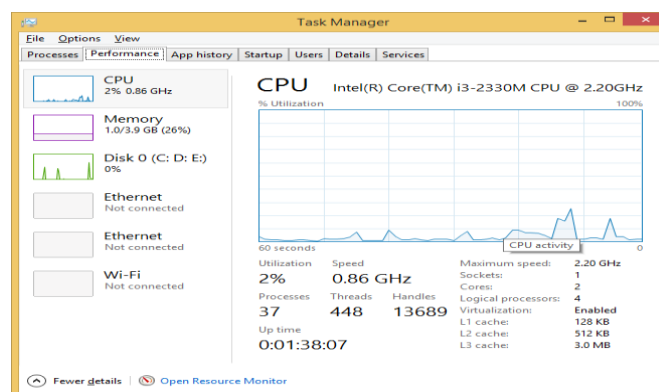 Task Manager
File Options View
Processes Performance App history Startup Users Details Services
CPU
2% 0.86 GHz
Memory
1.0/3.9 GB (26%)
Disk 0 (C: D: E:)
0%
Ethernet
Not connected
Ethernet
Not connected
Wi-Fi
Not connected
CPU Intel(R) Core(TM) i3-2330M CPU @ 2.20GHz
% Utilization 100%
60 seconds 0
CPU activity
Utilization Speed
2% 0.86 GHz
Processes Threads Handles
37 448 13689
Up time
0:01:38:07
Maximum speed: 2.20 GHz
Sockets: 1
Cores: 2
Logical processors: 4
Virtualization: Enabled
L1 cache: 128 KB
L2 cache: 512 KB
L3 cache: 3.0 MB
Fewer details Open Resource Monitor